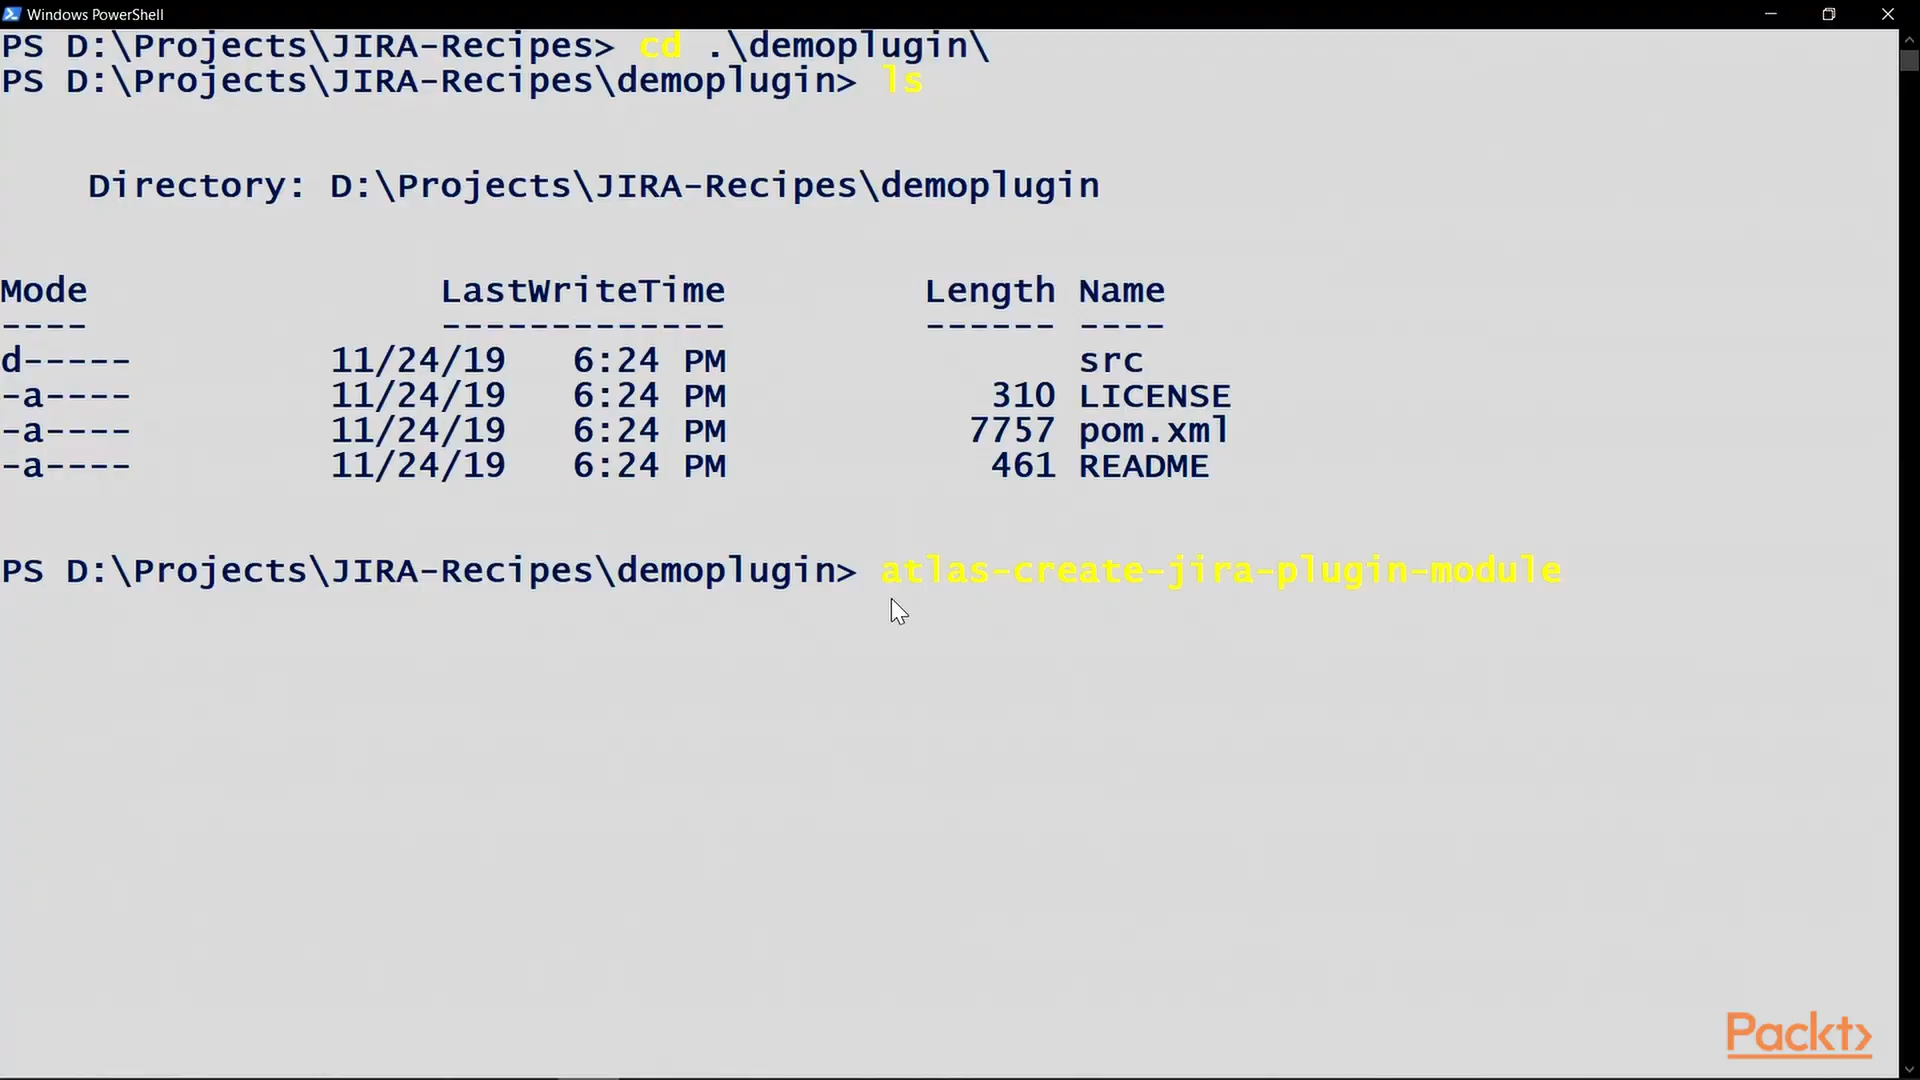 Windows PowerShell
PS D:\Projects\JIRA-Recipes> cd .\demoplugin\
PS D:\Projects\JIRA-Recipes\demoplugin> ls
Directory: D:\Projects\JIRA-Recipes\demoplugin
Mode LastWriteTime Length Name
---- ------------- ------ ----
d----- 11/24/19 6:24 PM src
-a---- 11/24/19 6:24 PM 310 LICENSE
-a---- 11/24/19 6:24 PM 7757 pom.xml
-a---- 11/24/19 6:24 PM 461 README
PS D:\Projects\JIRA-Recipes\demoplugin> atlas-create-jira-plugin-module
Packt>